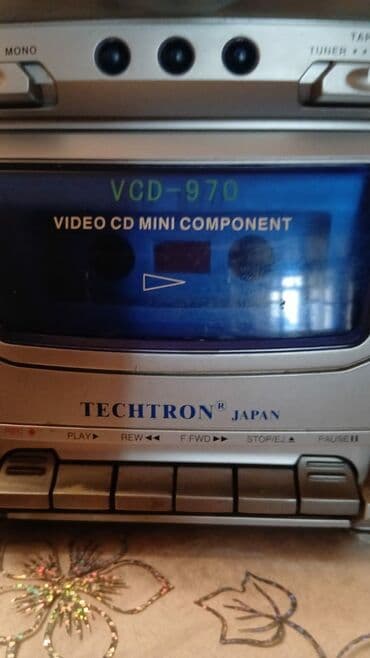 MONO
TUNER
VCD-970
VIDEO CD MINI COMPONENT
TECHTRON® JAPAN
PLAY▶ REW◀◀ F.FWD▶▶ STOP/EJ.⏏ PAUSE